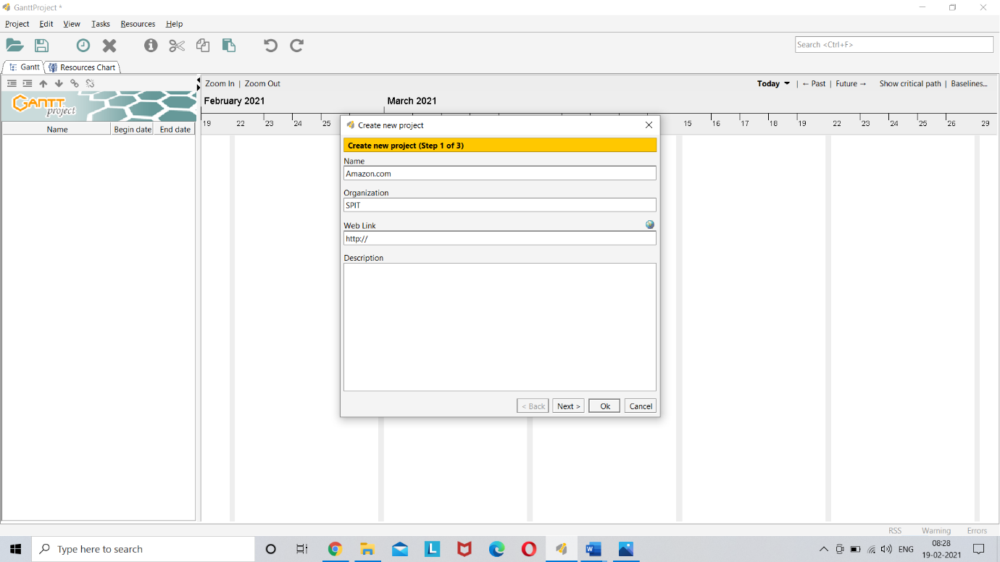 GanttProject *
Project Edit View Tasks Resources Help
Search <Ctrl+F>
Gantt Resources Chart
Zoom In | Zoom Out
Today | ← Past | Future → Show critical path | Baselines...
GANTT project
February 2021 March 2021
19 22 23 24 25 15 16 17 18 19 22 23 24 25 26 29
Name Begin date End date
Create new project
Create new project (Step 1 of 3)
Name
Amazon.com
Organization
SPIT
Web Link
http://
Description
< Back Next > Ok Cancel
RSS Warning Errors
Type here to search
L
W
ENG
08:28
19-02-2021